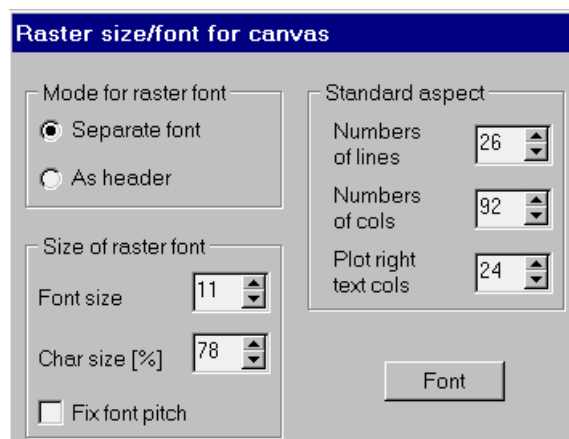 Raster size/font for canvas
Mode for raster font
Separate font
As header
Size of raster font
Font size 11
Char size [%] 78
Fix font pitch
Standard aspect
Numbers
of lines 26
Numbers
of cols 92
Plot right
text cols 24
Font